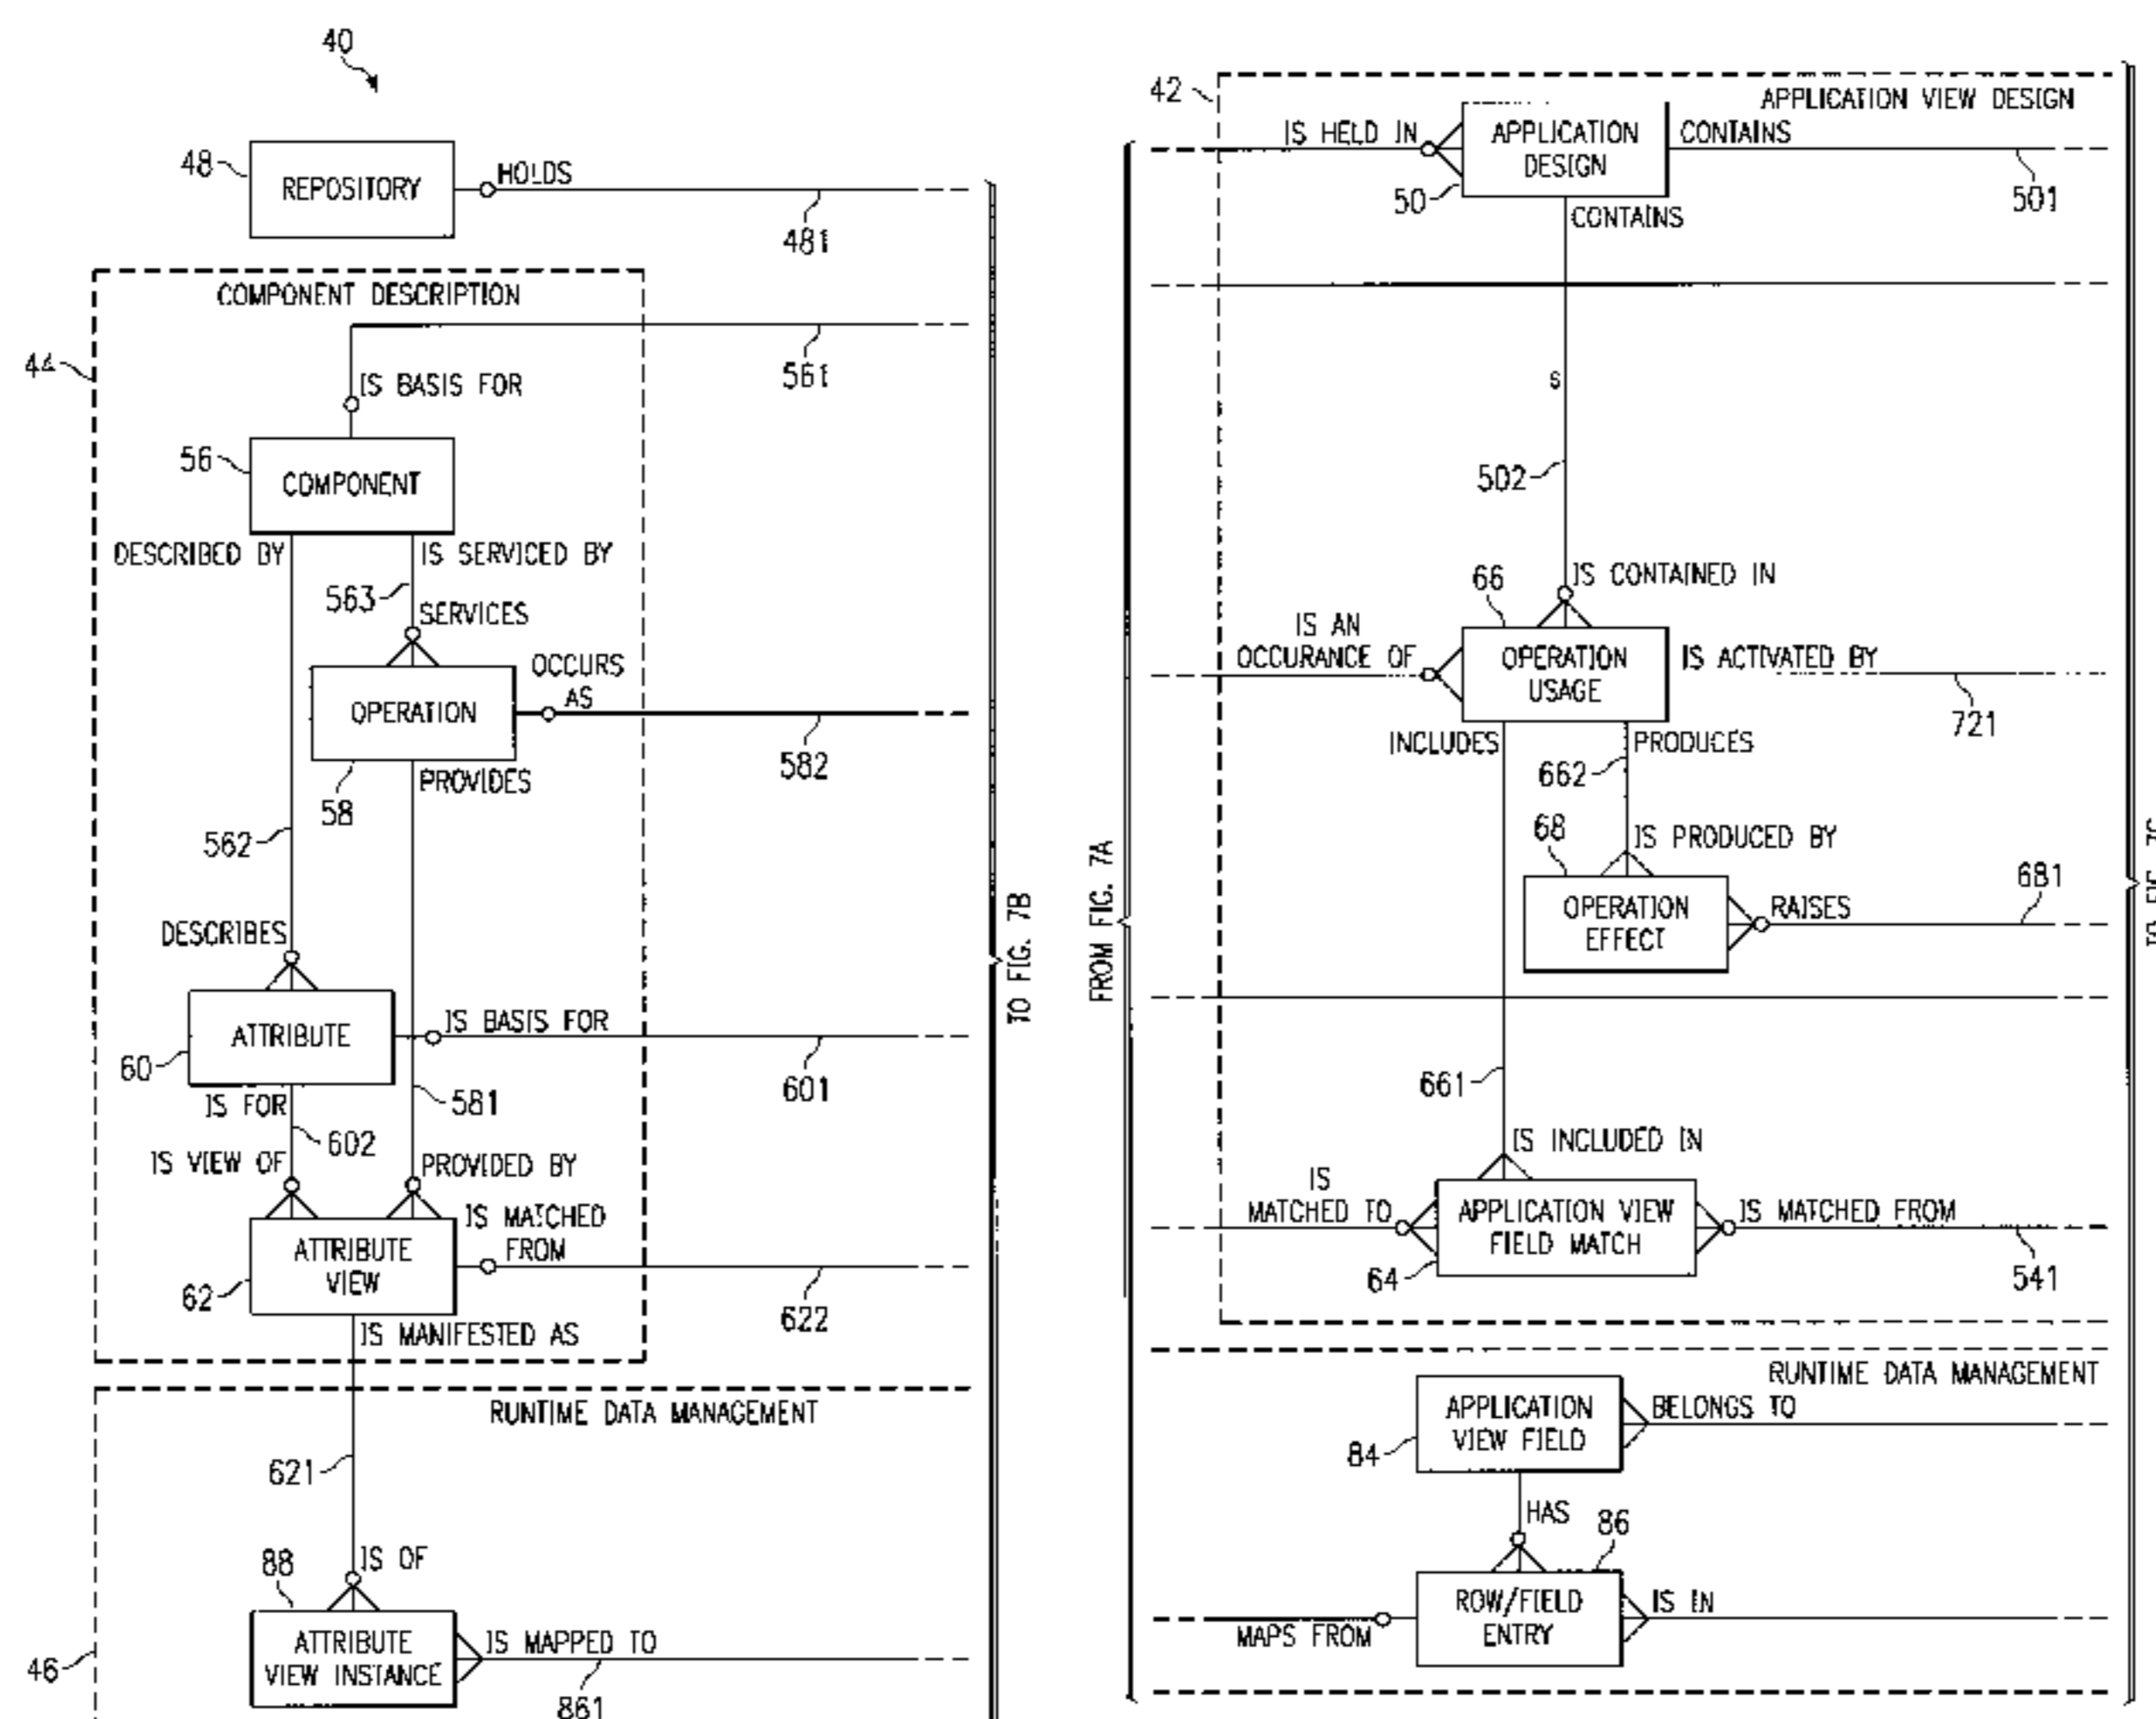 40
48
REPOSITORY
HOLDS
481
COMPONENT DESCRIPTION
44
561
IS BASIS FOR
56
COMPONENT
DESCRIBED BY
IS SERVICED BY
563
SERVICES
OCCURS
AS
OPERATION
582
58
PROVIDES
562
DESCRIBES
ATTRIBUTE
IS BASIS FOR
60
601
IS FOR
581
602
IS VIEW OF
PROVIDED BY
IS MATCHED
FROM
ATTRIBUTE
VIEW
62
622
IS MANIFESTED AS
RUNTIME DATA MANAGEMENT
621
88
IS OF
ATTRIBUTE
VIEW INSTANCE
IS MAPPED TO
46
861
TO FIG. 7B
FROM FIG. 7A
42
APPLICATION VIEW DESIGN
IS HELD IN
APPLICATION
DESIGN
CONTAINS
50
501
CONTAINS
S
502
66
IS CONTAINED IN
IS AN
OCCURANCE OF
OPERATION
USAGE
IS ACTIVATED BY
721
INCLUDES
PRODUCES
662
68
IS PRODUCED BY
OPERATION
EFFECT
RAISES
681
661
IS INCLUDED IN
IS
MATCHED TO
APPLICATION VIEW
FIELD MATCH
IS MATCHED FROM
64
541
RUNTIME DATA MANAGEMENT
APPLICATION
VIEW FIELD
BELONGS TO
84
HAS
86
ROW/FIELD
ENTRY
IS IN
MAPS FROM